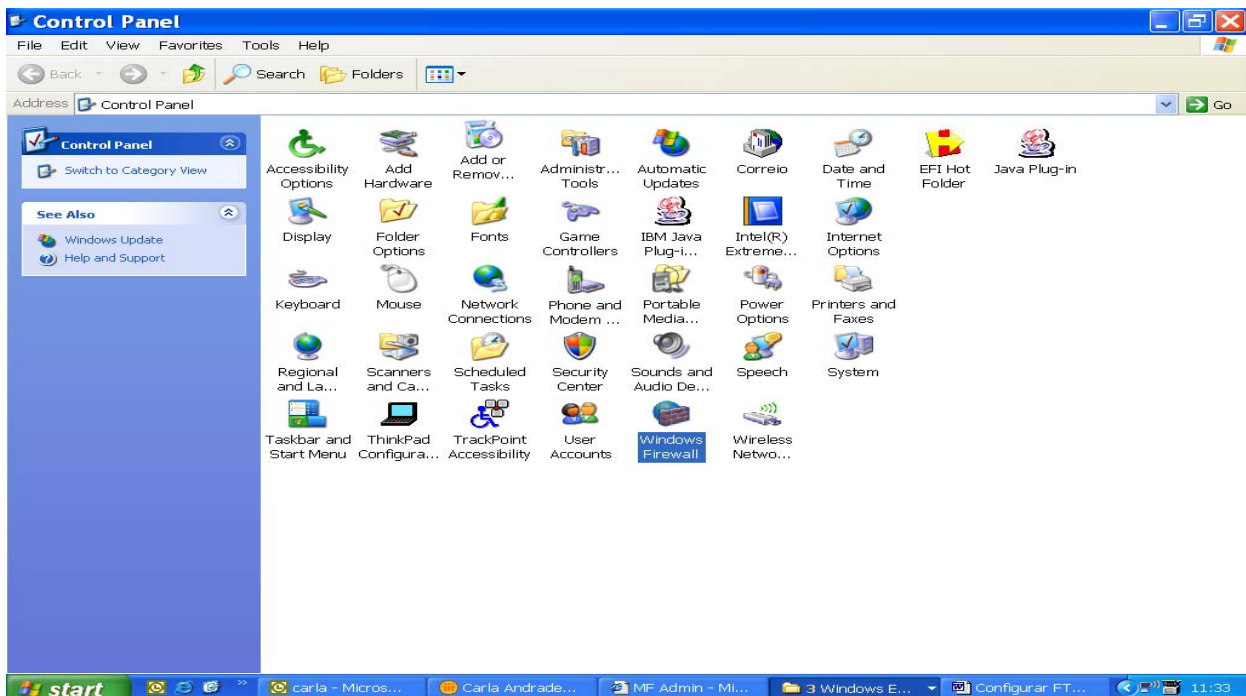 Control Panel
File Edit View Favorites Tools Help
Back Search Folders
Address Control Panel Go
Control Panel
Switch to Category View
See Also
Windows Update
Help and Support
Accessibility Options
Add Hardware
Add or Remov...
Administr... Tools
Automatic Updates
Correio
Date and Time
EFI Hot Folder
Java Plug-in
Display
Folder Options
Fonts
Game Controllers
IBM Java Plug-i...
Intel(R) Extreme...
Internet Options
Keyboard
Mouse
Network Connections
Phone and Modem ...
Portable Media...
Power Options
Printers and Faxes
Regional and La...
Scanners and Ca...
Scheduled Tasks
Security Center
Sounds and Audio De...
Speech
System
Taskbar and Start Menu
ThinkPad Configura...
TrackPoint Accessibility
User Accounts
Windows Firewall
Wireless Netwo...
start carla - Micros... Carla Andrade... MF Admin - Mi... 3 Windows E... Configurar FT... 11:33